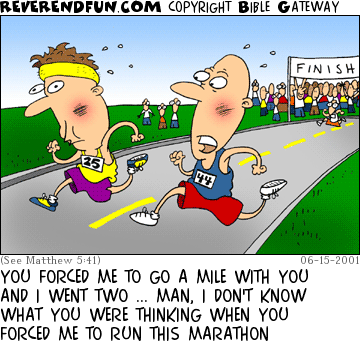 REVERENDFUN.COM COPYRIGHT BIBLE GATEWAY
FINISH
25
44
(See Matthew 5:41) 06-15-2001
YOU FORCED ME TO GO A MILE WITH YOU
AND I WENT TWO ... MAN, I DON'T KNOW
WHAT YOU WERE THINKING WHEN YOU
FORCED ME TO RUN THIS MARATHON